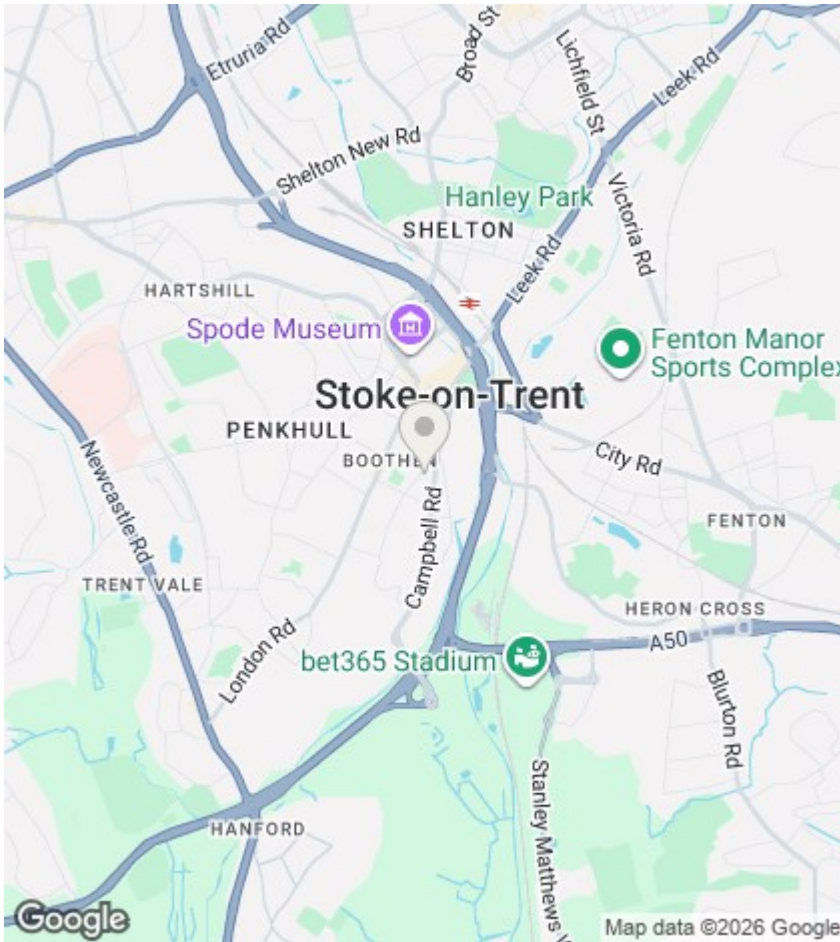 Etruria Rd
Broad St
Lichfield St
Leek Rd
Shelton New Rd
Hanley Park
Victoria Rd
SHELTON
Leek Rd
HARTSHILL
Spode Museum
Fenton Manor
Sports Complex
Stoke-on-Trent
PENKHULL
BOOTHEN
City Rd
Newcastle Rd
Campbell Rd
FENTON
TRENT VALE
HERON CROSS
London Rd
A50
bet365 Stadium
Blurton Rd
Stanley Matthews W
HANFORD
Google
Map data ©2026 Google